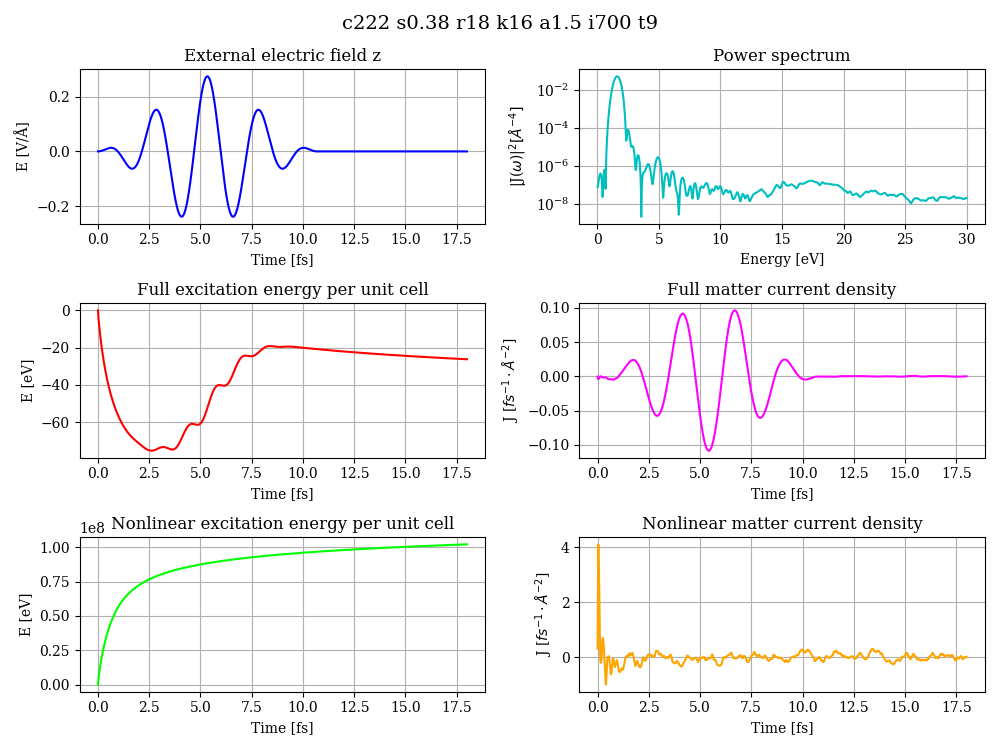 c222 s0.38 r18 k16 a1.5 i700 t9
External electric field z
E [V/Å]
0.2
0.0
−0.2
0.0 2.5 5.0 7.5 10.0 12.5 15.0 17.5
Time [fs]
Power spectrum
|J(ω)|²[Å⁻⁴]
10⁻²
10⁻⁴
10⁻⁶
10⁻⁸
0 5 10 15 20 25 30
Energy [eV]
Full excitation energy per unit cell
E [eV]
0
−20
−40
−60
0.0 2.5 5.0 7.5 10.0 12.5 15.0 17.5
Time [fs]
Full matter current density
J [fs⁻¹ · Å⁻²]
0.10
0.05
0.00
−0.05
−0.10
0.0 2.5 5.0 7.5 10.0 12.5 15.0 17.5
Time [fs]
Nonlinear excitation energy per unit cell
1e8
E [eV]
1.00
0.75
0.50
0.25
0.00
0.0 2.5 5.0 7.5 10.0 12.5 15.0 17.5
Time [fs]
Nonlinear matter current density
J [fs⁻¹ · Å⁻²]
4
2
0
0.0 2.5 5.0 7.5 10.0 12.5 15.0 17.5
Time [fs]